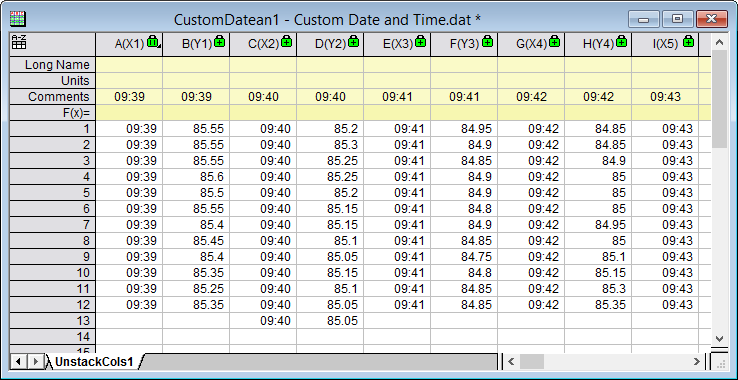 CustomDatean1 - Custom Date and Time.dat *
A(X1) B(Y1) C(X2) D(Y2) E(X3) F(Y3) G(X4) H(Y4) I(X5)
Long Name
Units
Comments 09:39 09:39 09:40 09:40 09:41 09:41 09:42 09:42 09:43
F(x)=
1 09:39 85.55 09:40 85.2 09:41 84.95 09:42 84.85 09:43
2 09:39 85.55 09:40 85.3 09:41 84.9 09:42 84.85 09:43
3 09:39 85.55 09:40 85.25 09:41 84.85 09:42 84.9 09:43
4 09:39 85.6 09:40 85.25 09:41 84.9 09:42 85 09:43
5 09:39 85.5 09:40 85.2 09:41 84.9 09:42 85 09:43
6 09:39 85.55 09:40 85.15 09:41 84.8 09:42 85 09:43
7 09:39 85.4 09:40 85.15 09:41 84.9 09:42 84.95 09:43
8 09:39 85.45 09:40 85.1 09:41 84.85 09:42 85 09:43
9 09:39 85.4 09:40 85.05 09:41 84.75 09:42 85.1 09:43
10 09:39 85.35 09:40 85.15 09:41 84.8 09:42 85.15 09:43
11 09:39 85.25 09:40 85.1 09:41 84.85 09:42 85.3 09:43
12 09:39 85.35 09:40 85.05 09:41 84.85 09:42 85.35 09:43
13 09:40 85.05
14
15
UnstackCols1